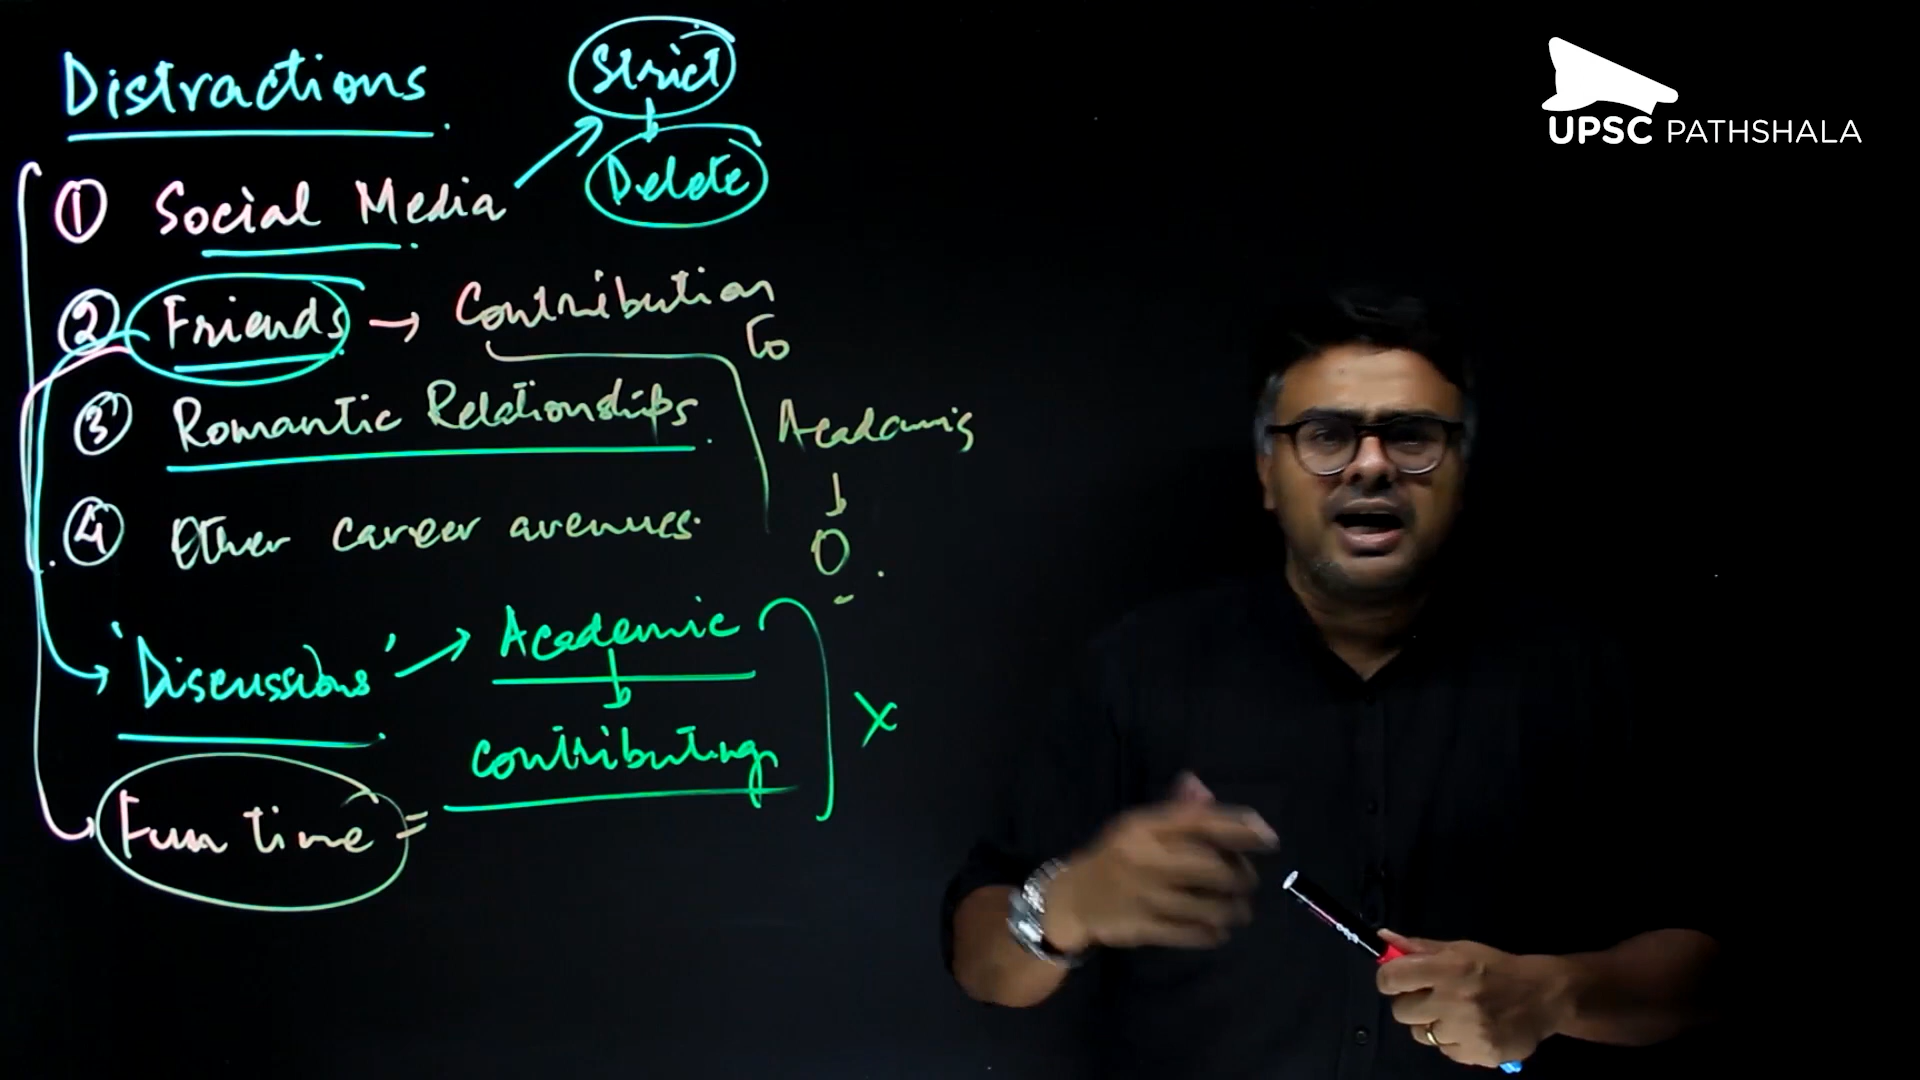 Distractions
Strict
Delete
① Social Media
② Friends → Contribution
to
Academics
0
③ Romantic Relationships
④ Other career avenues
'Discussions' → Academic
contributing
X
Fun time =
UPSC PATHSHALA